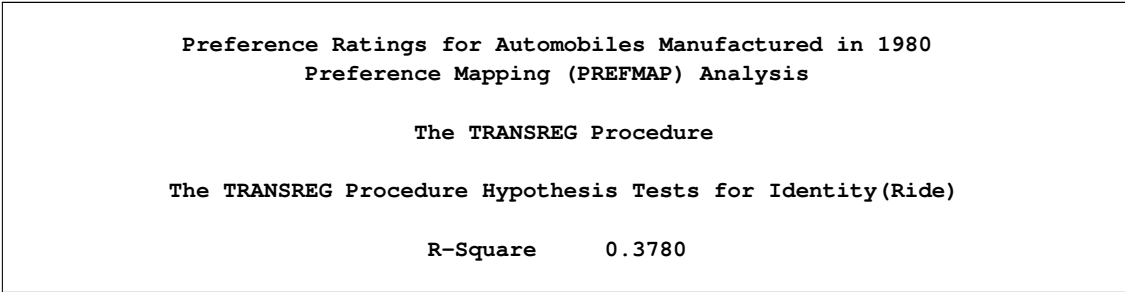 Preference Ratings for Automobiles Manufactured in 1980
Preference Mapping (PREFMAP) Analysis
The TRANSREG Procedure
The TRANSREG Procedure Hypothesis Tests for Identity(Ride)
R-Square 0.3780